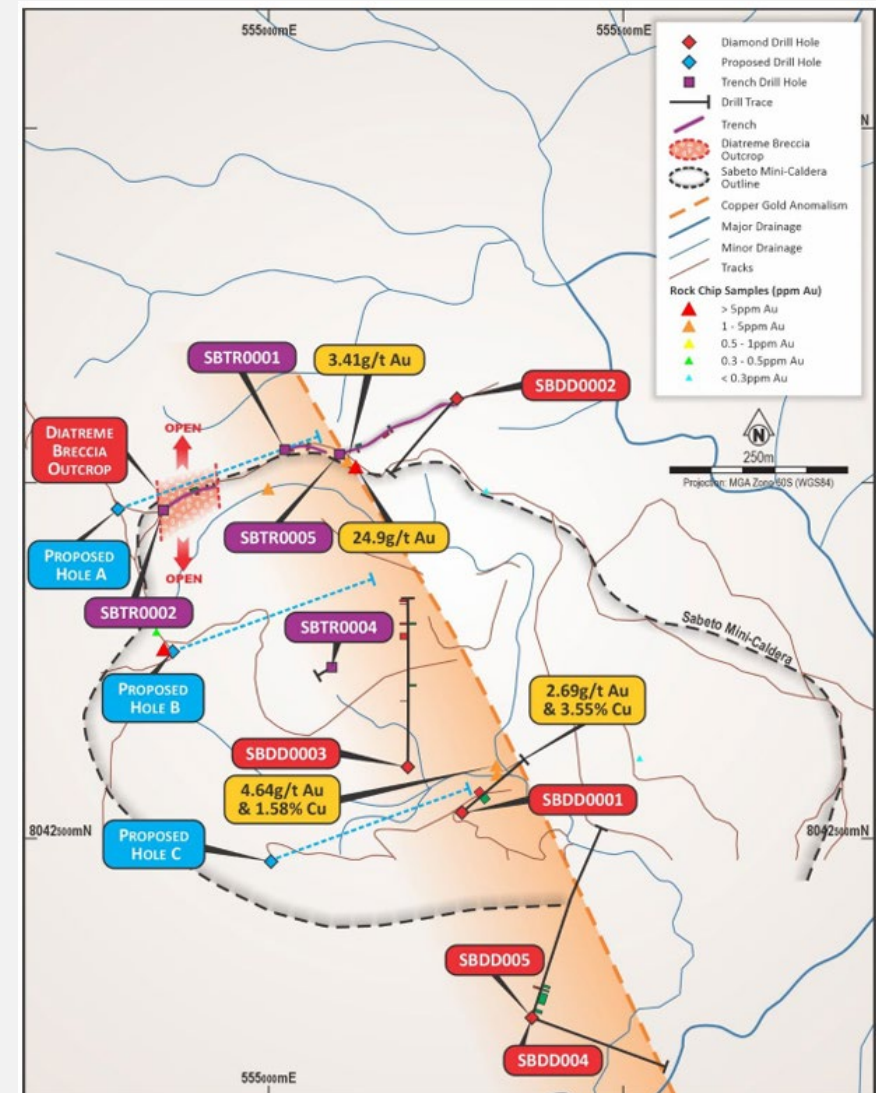 555000mE
555500mE
Diamond Drill Hole
Proposed Drill Hole
Trench Drill Hole
Drill Trace
Trench
Diatreme Breccia
Outcrop
Sabeto Mini-Caldera
Outline
Copper Gold Anomalism
Major Drainage
Minor Drainage
Tracks
Rock Chip Samples (ppm Au)
> 5ppm Au
1 - 5ppm Au
0.5 - 1ppm Au
0.3 - 0.5ppm Au
< 0.3ppm Au
N
N
250m
Projection: MGA Zone 60S (WGS84)
SBTR0001
3.41g/t Au
SBDD0002
DIATREME
BRECCIA
OUTCROP
OPEN
SBTR0005
24.9g/t Au
PROPOSED
HOLE A
OPEN
SBTR0002
SBTR0004
Sabeto Mini-Caldera
PROPOSED
HOLE B
2.69g/t Au
& 3.55% Cu
SBDD0003
4.64g/t Au
& 1.58% Cu
SBDD0001
PROPOSED
HOLE C
8042500mN
8042500mN
SBDD005
SBDD004
555000mE